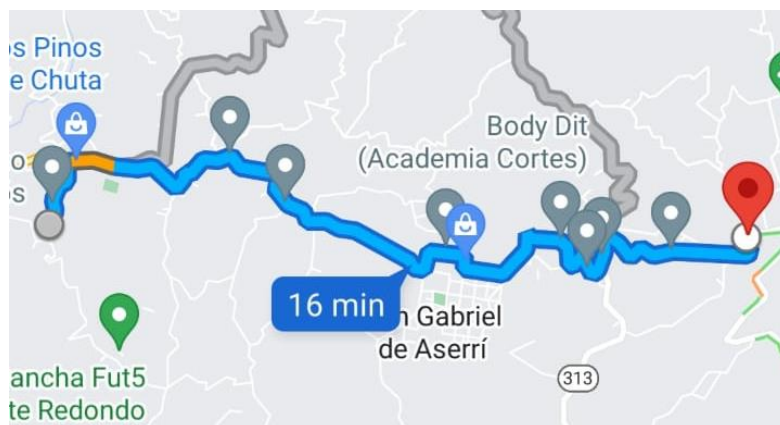 s Pinos
e Chuta
Body Dit
(Academia Cortes)
o
s
16 min
n Gabriel
de Aserrí
313
ancha Fut5
te Redondo